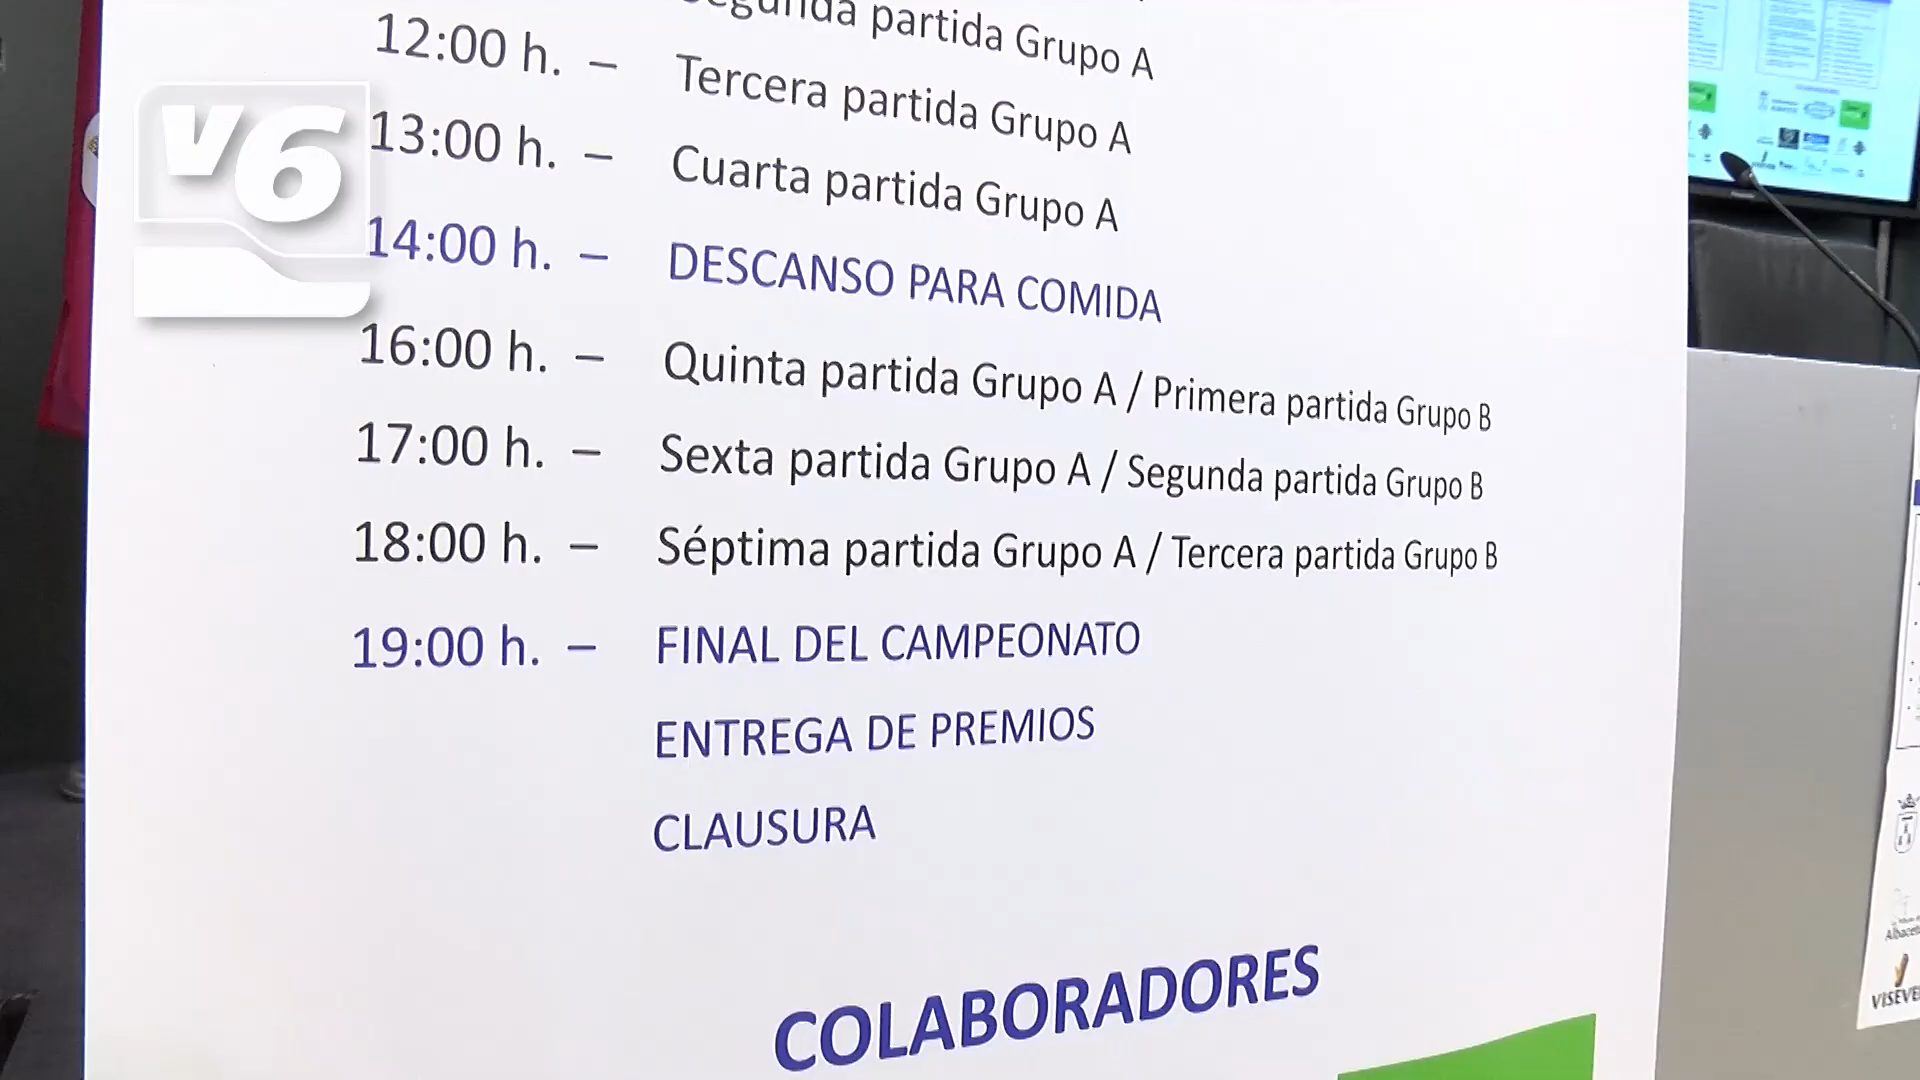 Segunda partida Grupo A
12:00 h. – Tercera partida Grupo A
13:00 h. – Cuarta partida Grupo A
14:00 h. – DESCANSO PARA COMIDA
16:00 h. – Quinta partida Grupo A / Primera partida Grupo B
17:00 h. – Sexta partida Grupo A / Segunda partida Grupo B
18:00 h. – Séptima partida Grupo A / Tercera partida Grupo B
19:00 h. – FINAL DEL CAMPEONATO
ENTREGA DE PREMIOS
CLAUSURA
COLABORADORES
V6
Albacet
VISEVE